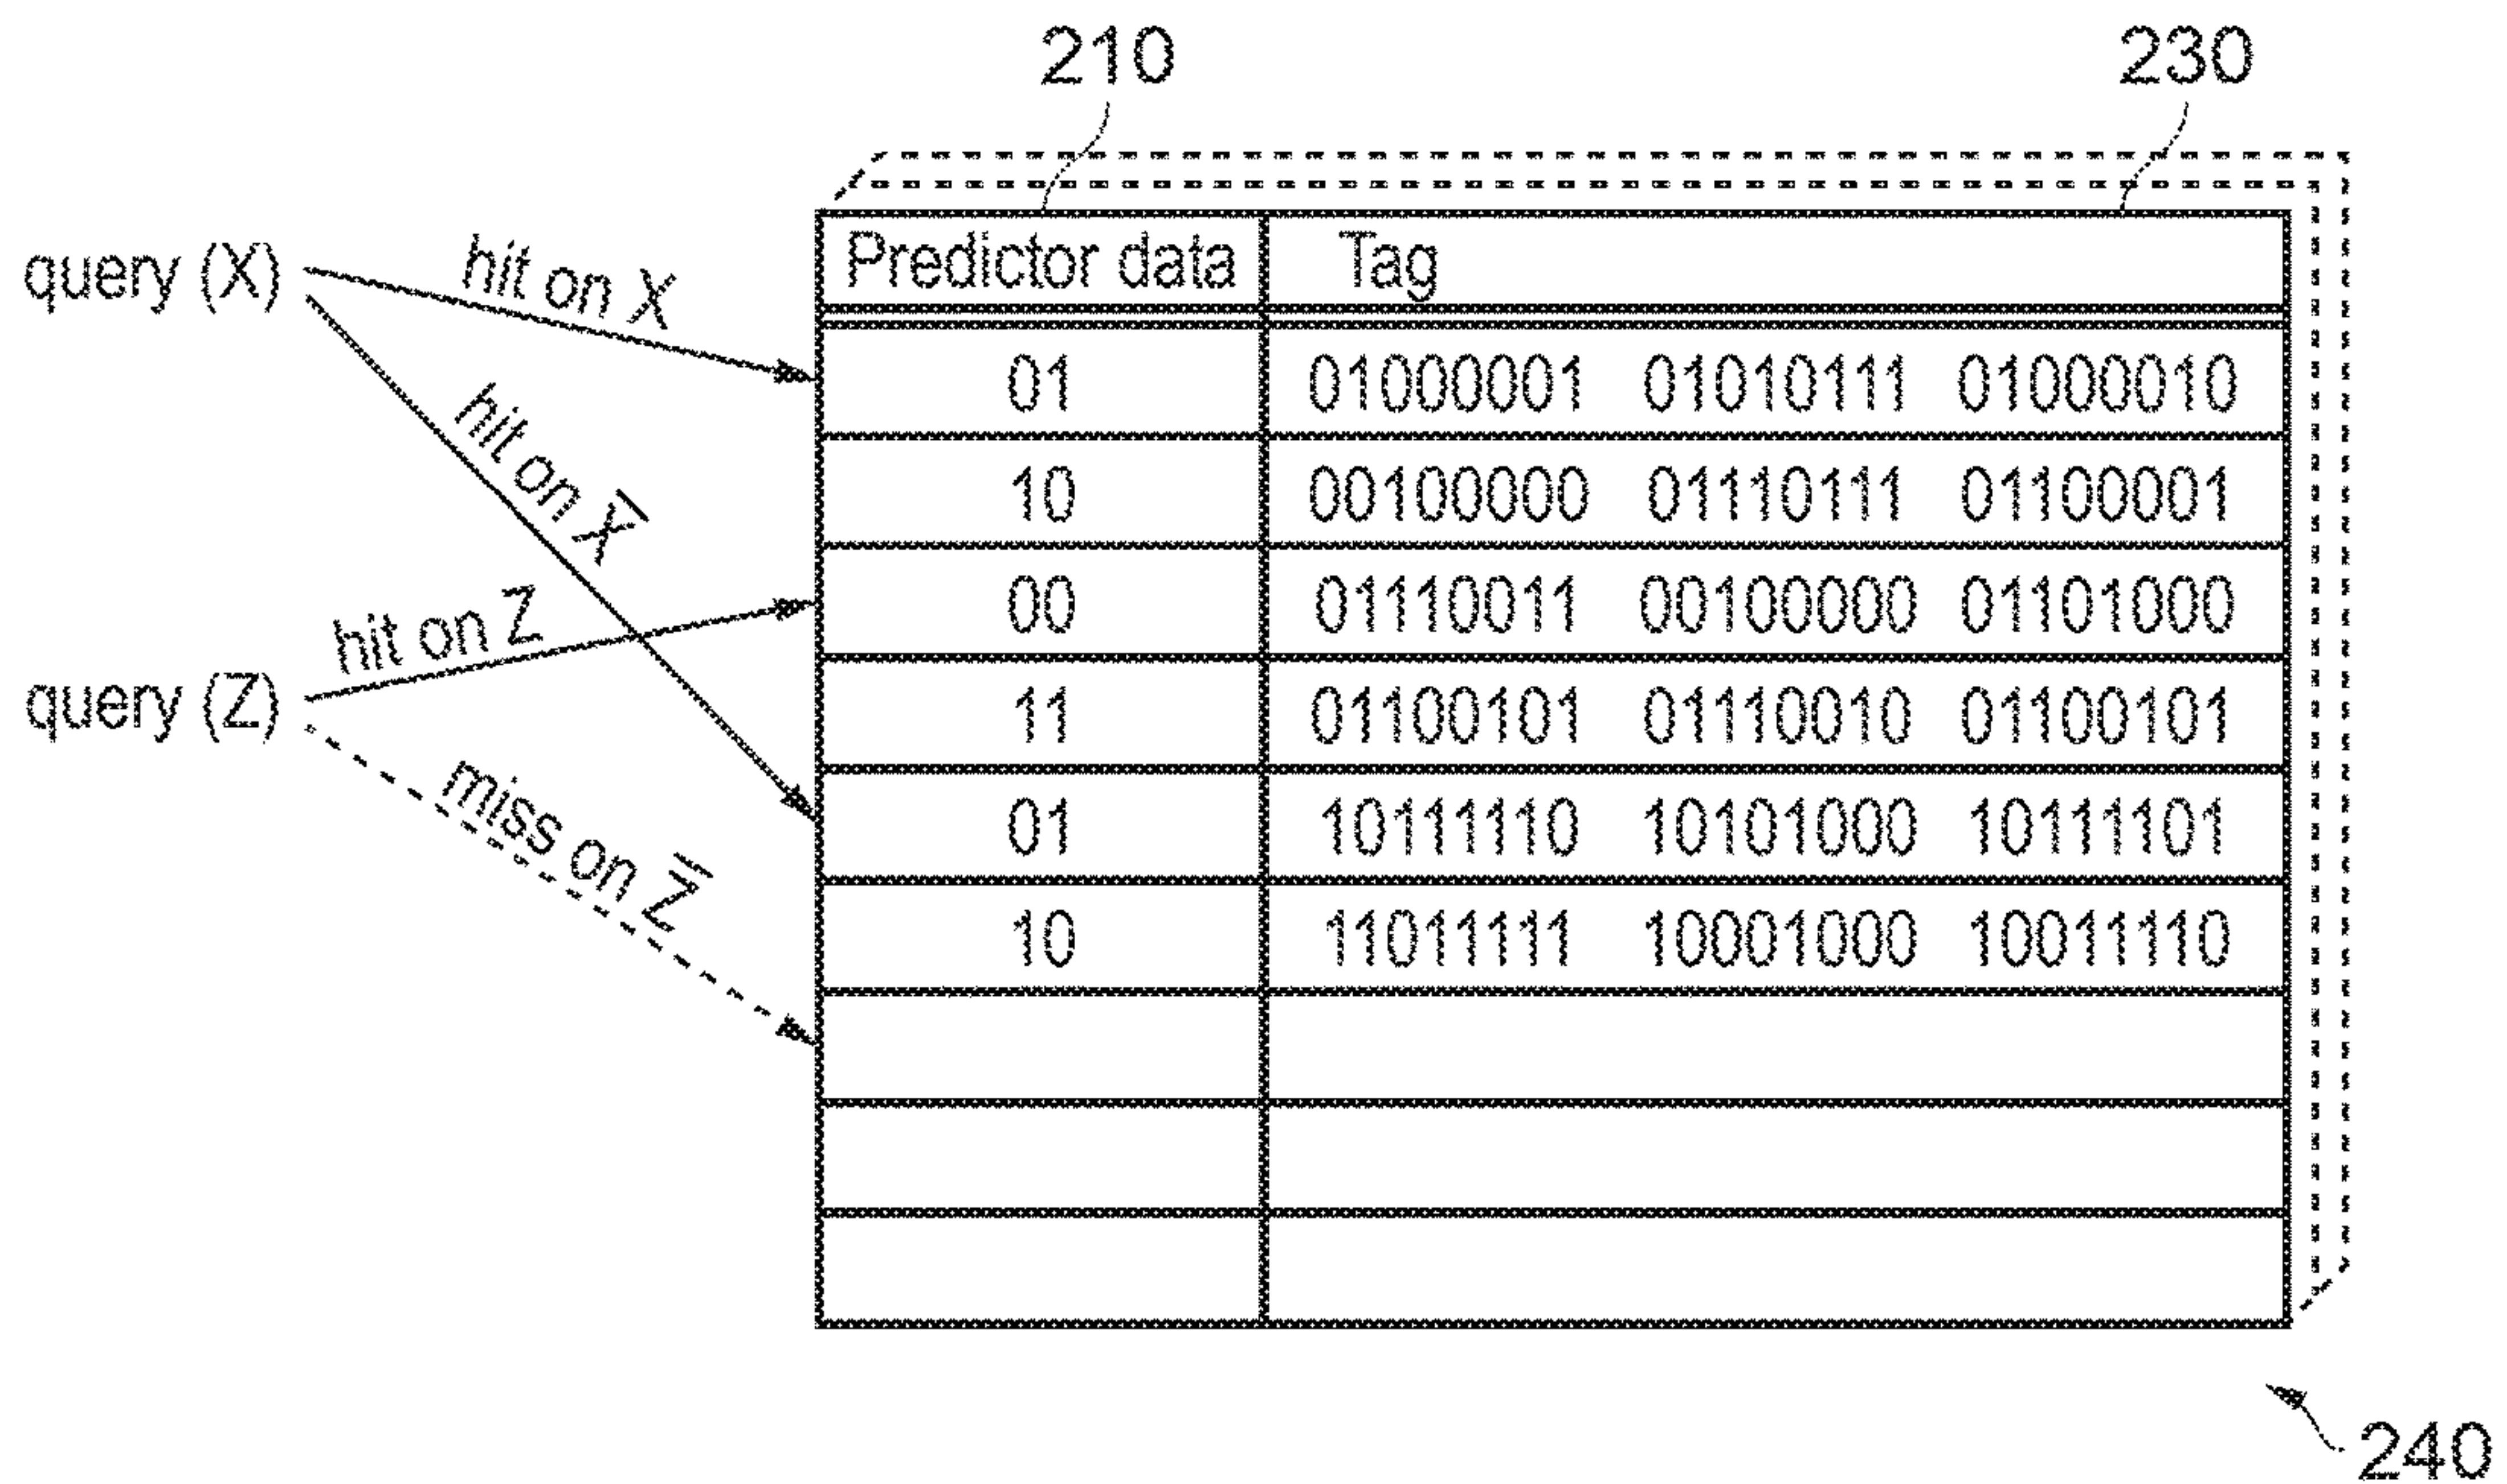 210 230
Predictor data Tag
query (X) hit on X
hit on X̅
01 01000001 01010111 01000010
10 00100000 01110111 01100001
00 01110011 00100000 01101000
hit on Z
query (Z)
11 01100101 01110010 01100101
miss on Z̅
01 10111110 10101000 10111101
10 11011111 10001000 10011110
240